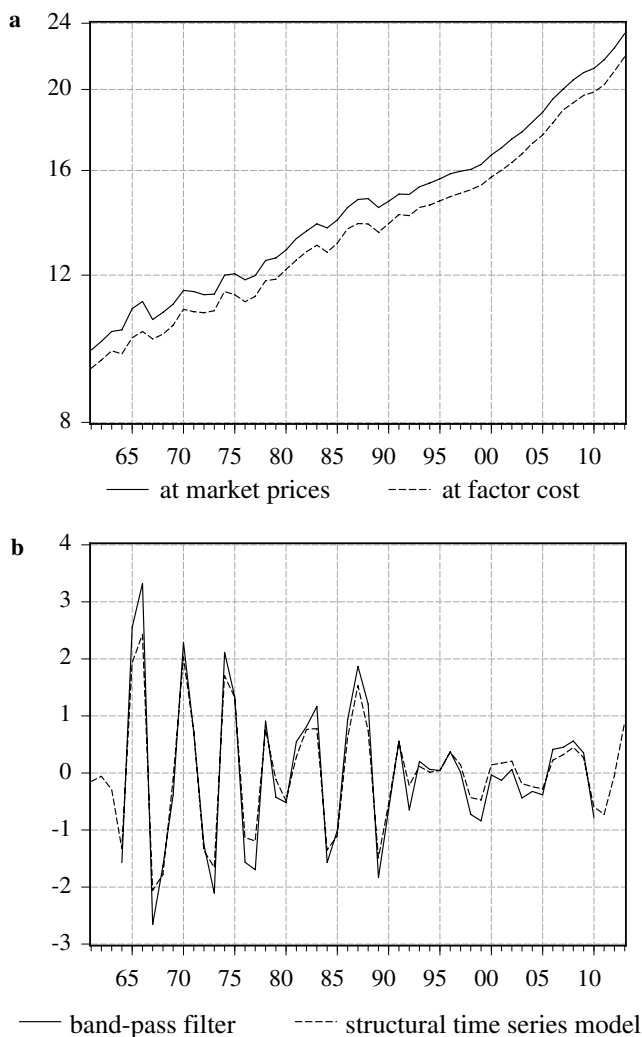 a
24
20
16
12
8
65 70 75 80 85 90 95 00 05 10
at market prices at factor cost
b
4
3
2
1
0
-1
-2
-3
65 70 75 80 85 90 95 00 05 10
band-pass filter structural time series model